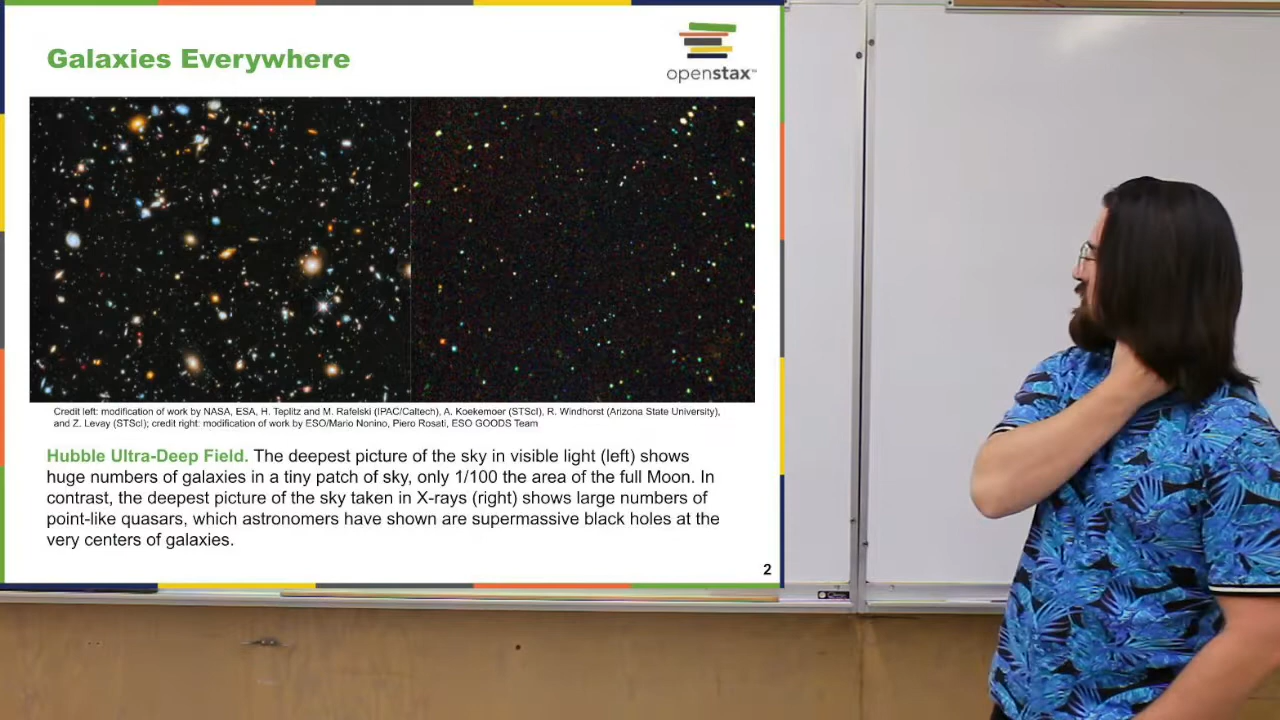 Galaxies Everywhere
openstax™
Credit left: modification of work by NASA, ESA, H. Teplitz and M. Rafelski (IPAC/Caltech), A. Koekemoer (STScI), R. Windhorst (Arizona State University),
and Z. Levay (STScI); credit right: modification of work by ESO/Mario Nonino, Piero Rosati, ESO GOODS Team
Hubble Ultra-Deep Field. The deepest picture of the sky in visible light (left) shows
huge numbers of galaxies in a tiny patch of sky, only 1/100 the area of the full Moon. In
contrast, the deepest picture of the sky taken in X-rays (right) shows large numbers of
point-like quasars, which astronomers have shown are supermassive black holes at the
very centers of galaxies.
2